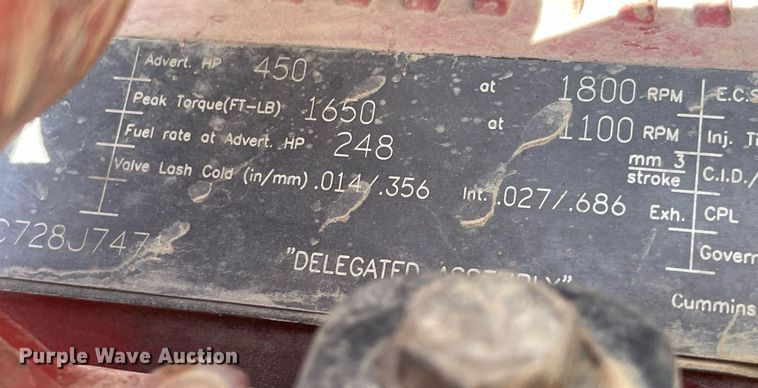 Advert. HP 450 at 1800 RPM E.C.S
Peak Torque(FT-LB) 1650 at 1100 RPM Inj. Ti
Fuel rate at Advert. HP 248 mm 3 stroke C.I.D./
Valve Lash Cold (in/mm) .014/.356 Int. .027/.686 Exh. CPL
C728J747
Govern
"DELEGATED ASSEMBLY"
Cummins
Purple Wave Auction